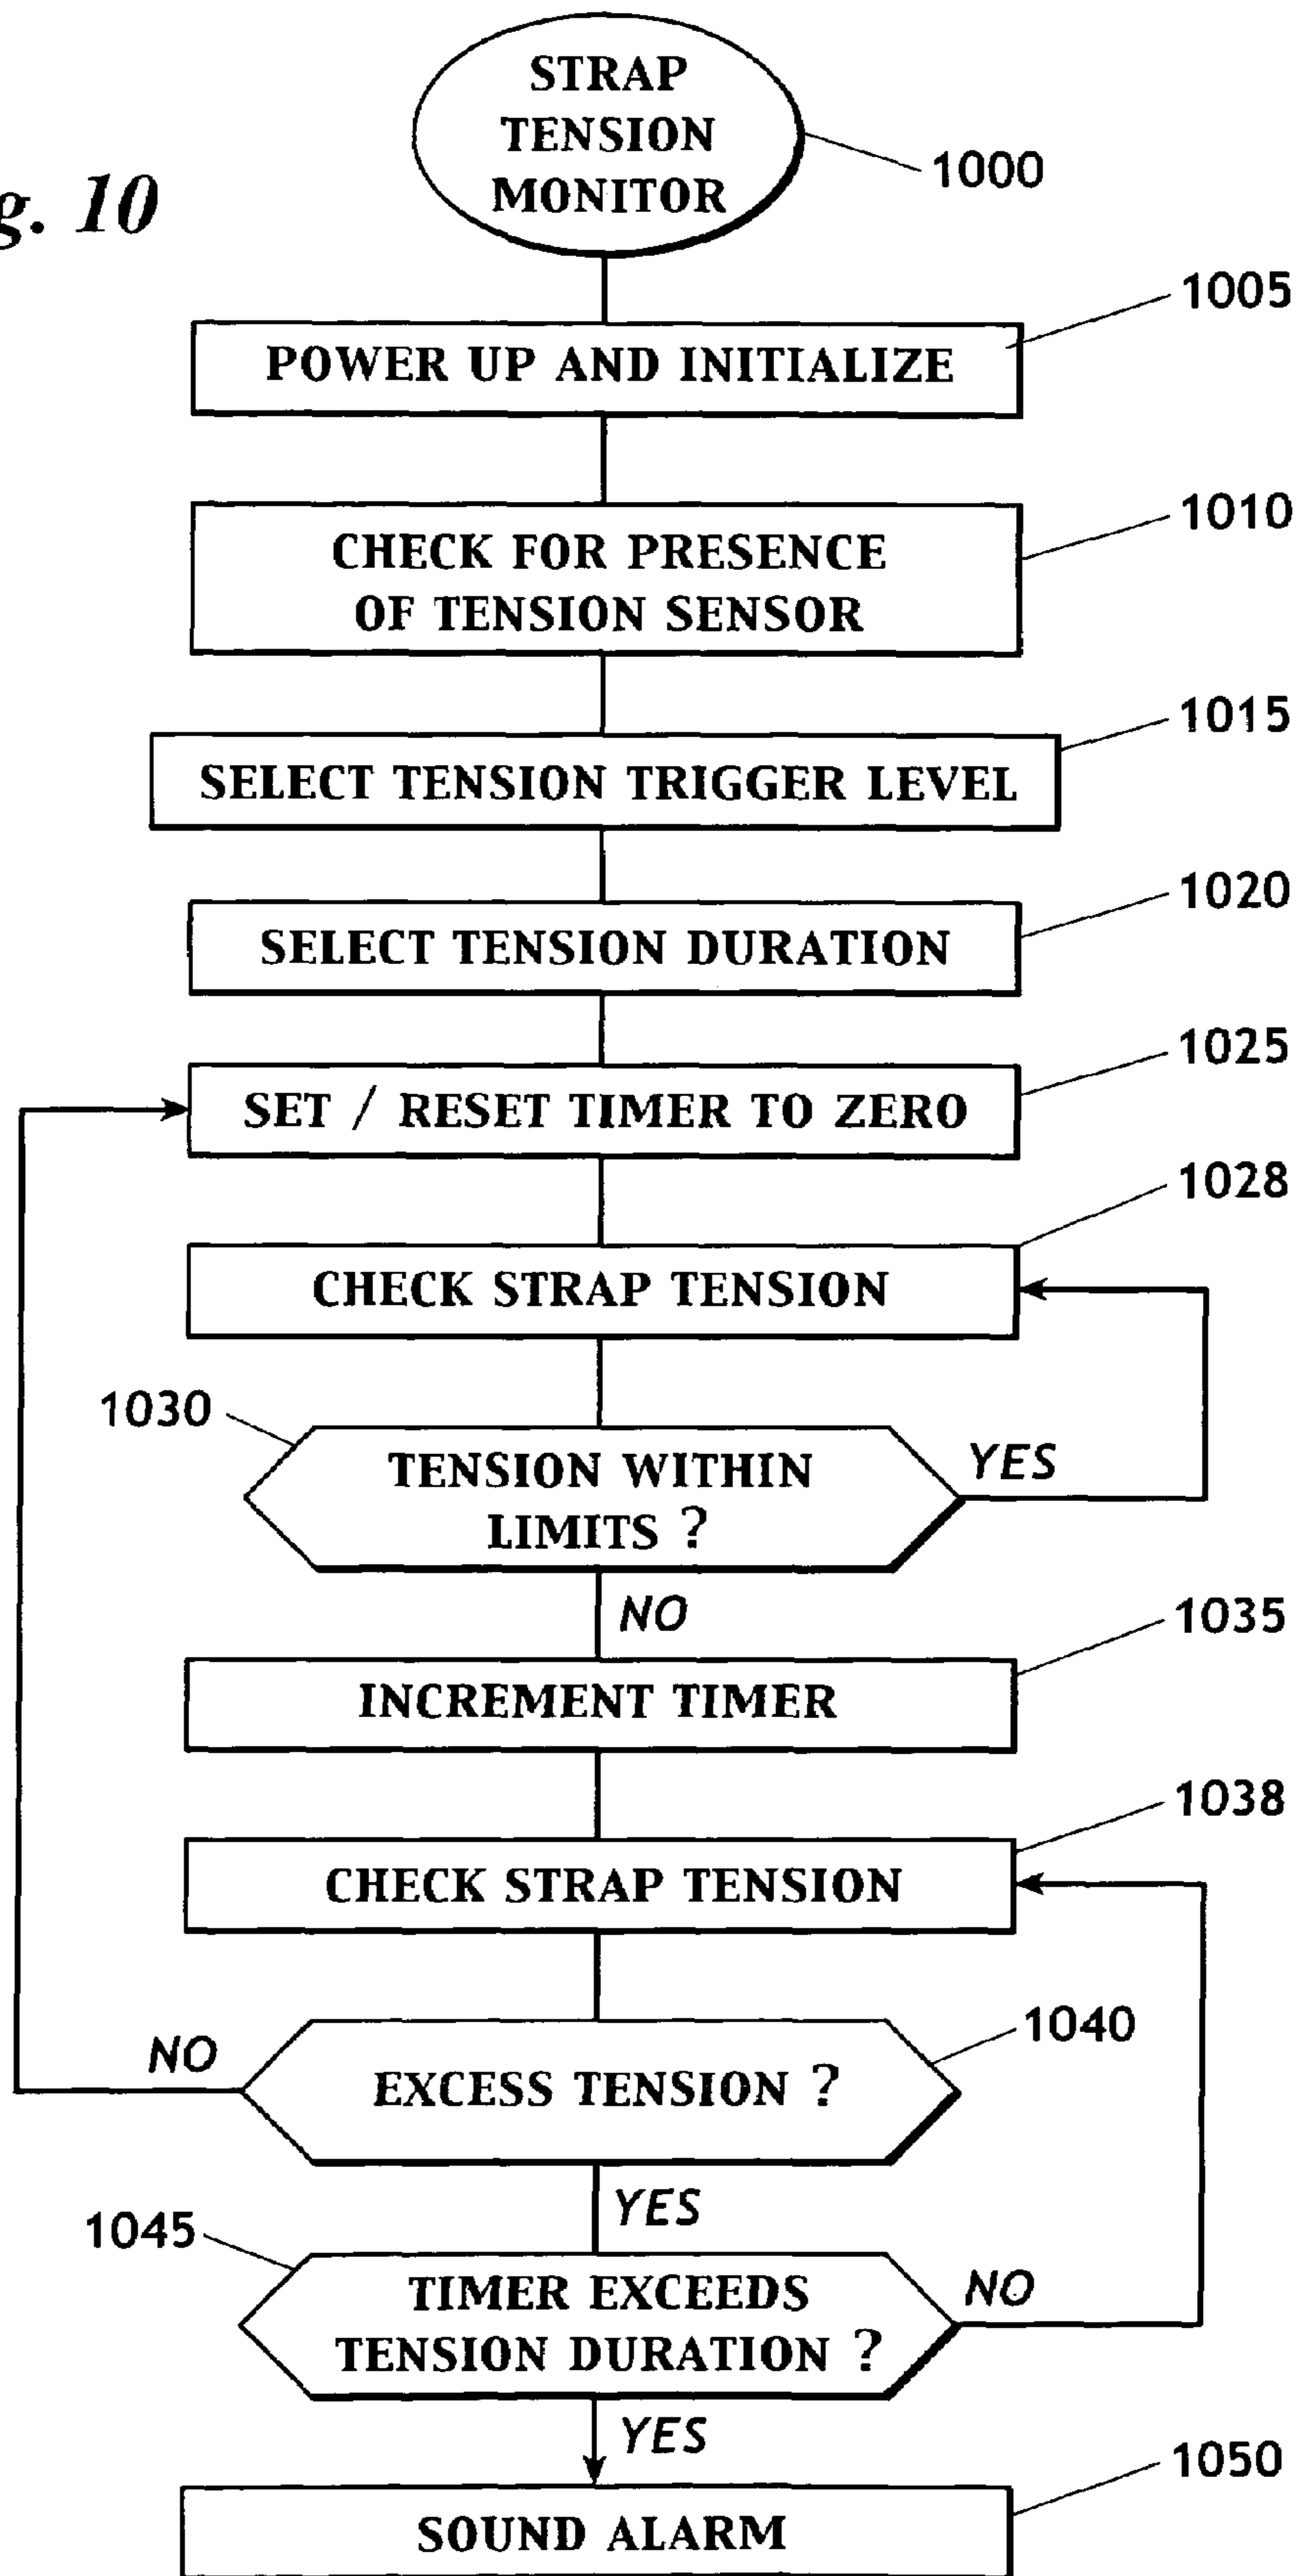 STRAP
TENSION
MONITOR
1000
g. 10
1005
POWER UP AND INITIALIZE
1010
CHECK FOR PRESENCE
OF TENSION SENSOR
1015
SELECT TENSION TRIGGER LEVEL
1020
SELECT TENSION DURATION
1025
SET / RESET TIMER TO ZERO
1028
CHECK STRAP TENSION
1030
TENSION WITHIN
LIMITS ?
YES
NO
1035
INCREMENT TIMER
1038
CHECK STRAP TENSION
1040
NO
EXCESS TENSION ?
YES
1045
TIMER EXCEEDS
TENSION DURATION ?
NO
YES
1050
SOUND ALARM